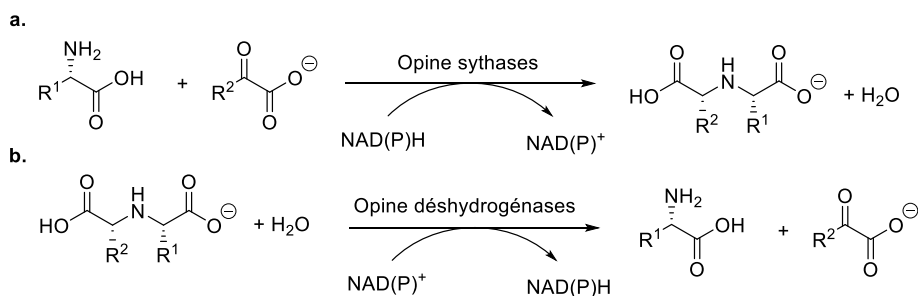 a.
NH2
R1
OH
O
+
O
R2
O
O
Opine sythases
NAD(P)H
NAD(P)+
O
HO
H
N
O
O
R2
R1
+ H2O
b.
O
HO
H
N
O
O
R2
R1
+ H2O
Opine déshydrogénases
NAD(P)+
NAD(P)H
NH2
R1
OH
O
+
O
R2
O
O